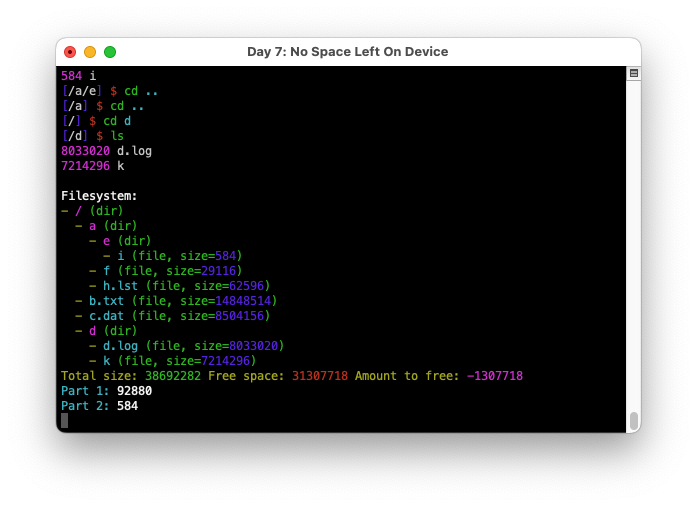 Day 7: No Space Left On Device
584 i
[/a/e] $ cd ..
[/a] $ cd ..
[/] $ cd d
[/d] $ ls
8033020 d.log
7214296 k
Filesystem:
- / (dir)
- a (dir)
- e (dir)
- i (file, size=584)
- f (file, size=29116)
- h.lst (file, size=62596)
- b.txt (file, size=14848514)
- c.dat (file, size=8504156)
- d (dir)
- d.log (file, size=8033020)
- k (file, size=7214296)
Total size: 38692282 Free space: 31307718 Amount to free: -1307718
Part 1: 92880
Part 2: 584